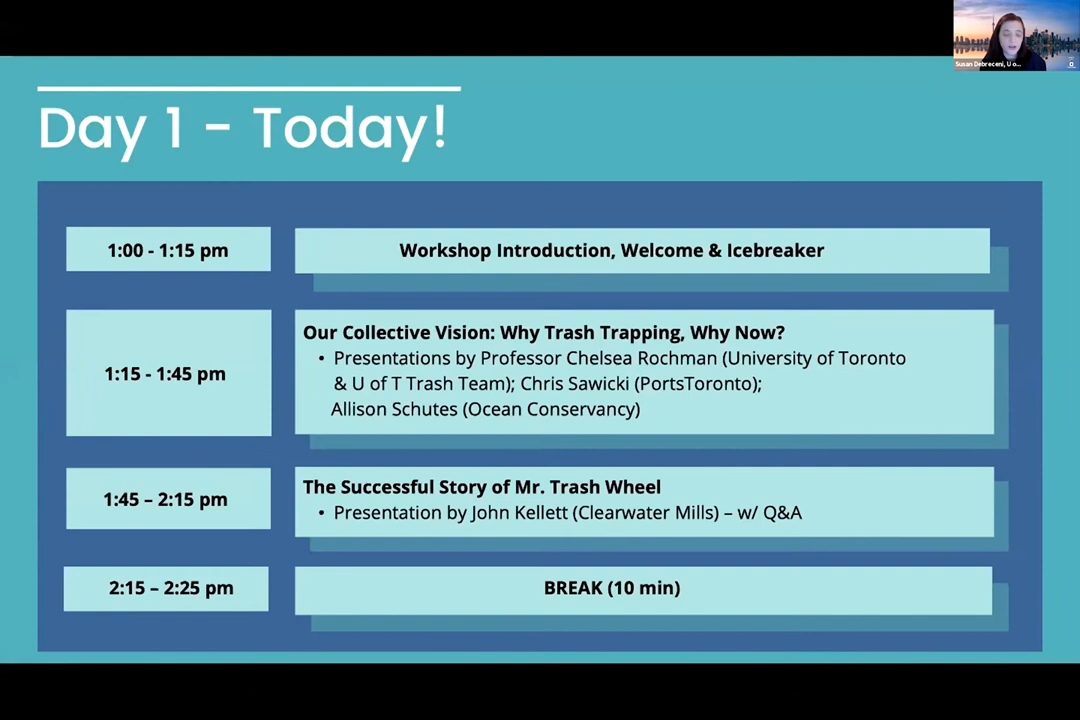 Susan Debreceni, U o...
Day 1 - Today!
1:00 - 1:15 pm
Workshop Introduction, Welcome & Icebreaker
1:15 - 1:45 pm
Our Collective Vision: Why Trash Trapping, Why Now?
• Presentations by Professor Chelsea Rochman (University of Toronto
& U of T Trash Team); Chris Sawicki (PortsToronto);
Allison Schutes (Ocean Conservancy)
1:45 – 2:15 pm
The Successful Story of Mr. Trash Wheel
• Presentation by John Kellett (Clearwater Mills) – w/ Q&A
2:15 – 2:25 pm
BREAK (10 min)